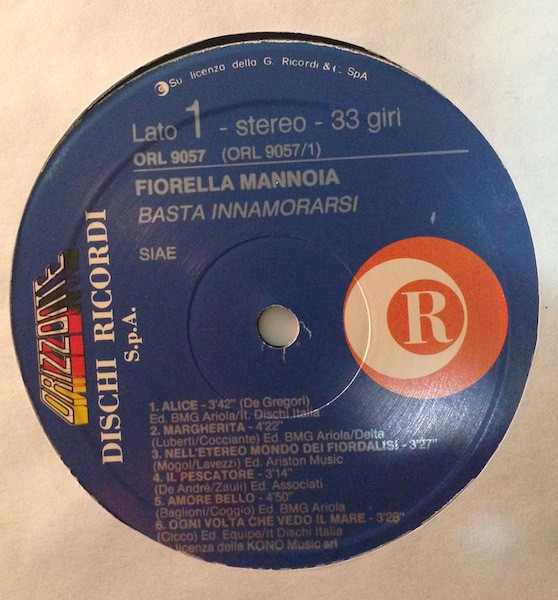 Su licenza della G. Ricordi & C. SpA
Lato 1 - stereo - 33 giri
ORL 9057 (ORL 9057/1)
FIORELLA MANNOIA
BASTA INNAMORARSI
SIAE
ORIZZONTE
DISCHI RICORDI
S.p.A.
R
1. ALICE - 3'42" (De Gregori)
Ed. BMG Ariola/It. Dischi Italia
2. MARGHERITA - 4'22"
(Luberti/Cocciante) Ed. BMG Ariola/Delta
3. NELL'ETEREO MONDO DEI FIORDALISI - 3'27"
(Mogol/Lavezzi) Ed. Ariston Music
4. IL PESCATORE - 3'14"
(De André/Zauli) Ed. Associati
5. AMORE BELLO - 4'50"
(Baglioni/Coggio) Ed. BMG Ariola
6. OGNI VOLTA CHE VEDO IL MARE - 3'28"
(Cicco) Ed. Equipe/It Dischi Italia
licenza della KONO Music srl